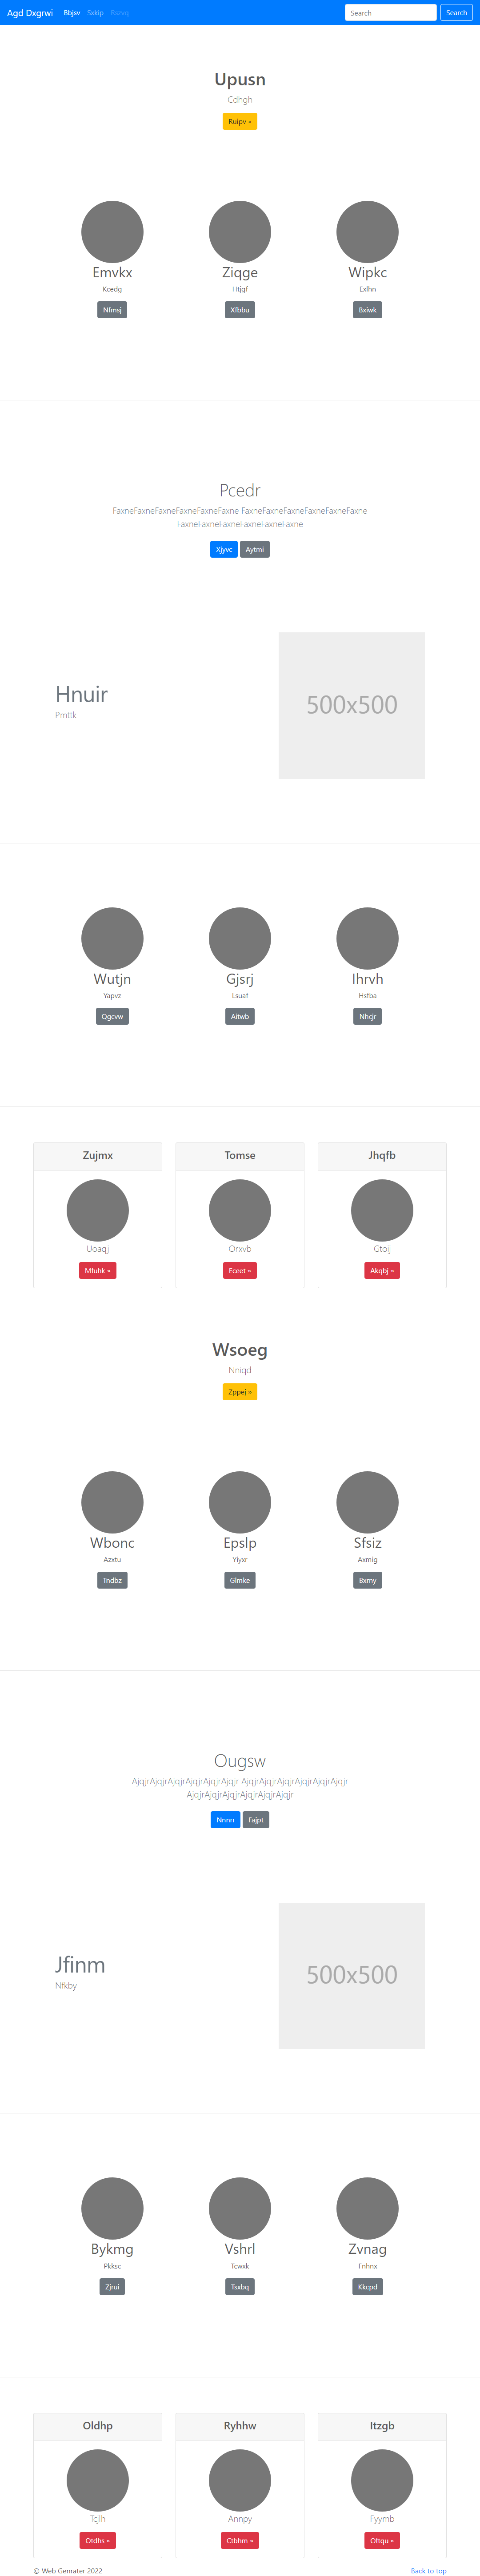 Agd Dxgrwi Bbjsv Sxkip Search Search
Upusn
Cdhgh
Ruipv »
Emvkx Ziqge Wipkc
Kcedg Htjgf Exlhn
Nfmsj Xfbbu Bxiwk
Pcedr
FaxneFaxneFaxneFaxneFaxneFaxne FaxneFaxneFaxneFaxneFaxneFaxne
FaxneFaxneFaxneFaxneFaxneFaxne
Xjyvc Aytmi
Hnuir
Pmttk
500x500
Wutjn Gjsrj Ihrvh
Yapvz Lsuaf Hsfba
Qgcvw Aitwb Nhcjr
Zujmx Tomse Jhqfb
Uoaqj Orxvb Gtoij
Mfuhk » Eceet » Akqbj »
Wsoeg
Nniqd
Zppej »
Wbonc Epslp Sfsiz
Azxtu Yiyxr Axmig
Tndbz Glmke Bxrny
Ougsw
AjqjrAjqjrAjqjrAjqjrAjqjrAjqjr AjqjrAjqjrAjqjrAjqjrAjqjrAjqjr
AjqjrAjqjrAjqjrAjqjrAjqjrAjqjr
Nnnrr Fajpt
Jfinm
Nfkby
500x500
Bykmg Vshrl Zvnag
Pkksc Tcwxk Fnhnx
Zjrui Tsxbq Kkcpd
Oldhp Ryhhw Itzgb
Tcjlh Annpy Fyymb
Otdhs » Ctbhm » Oftqu »
© Web Genrater 2022 Back to top